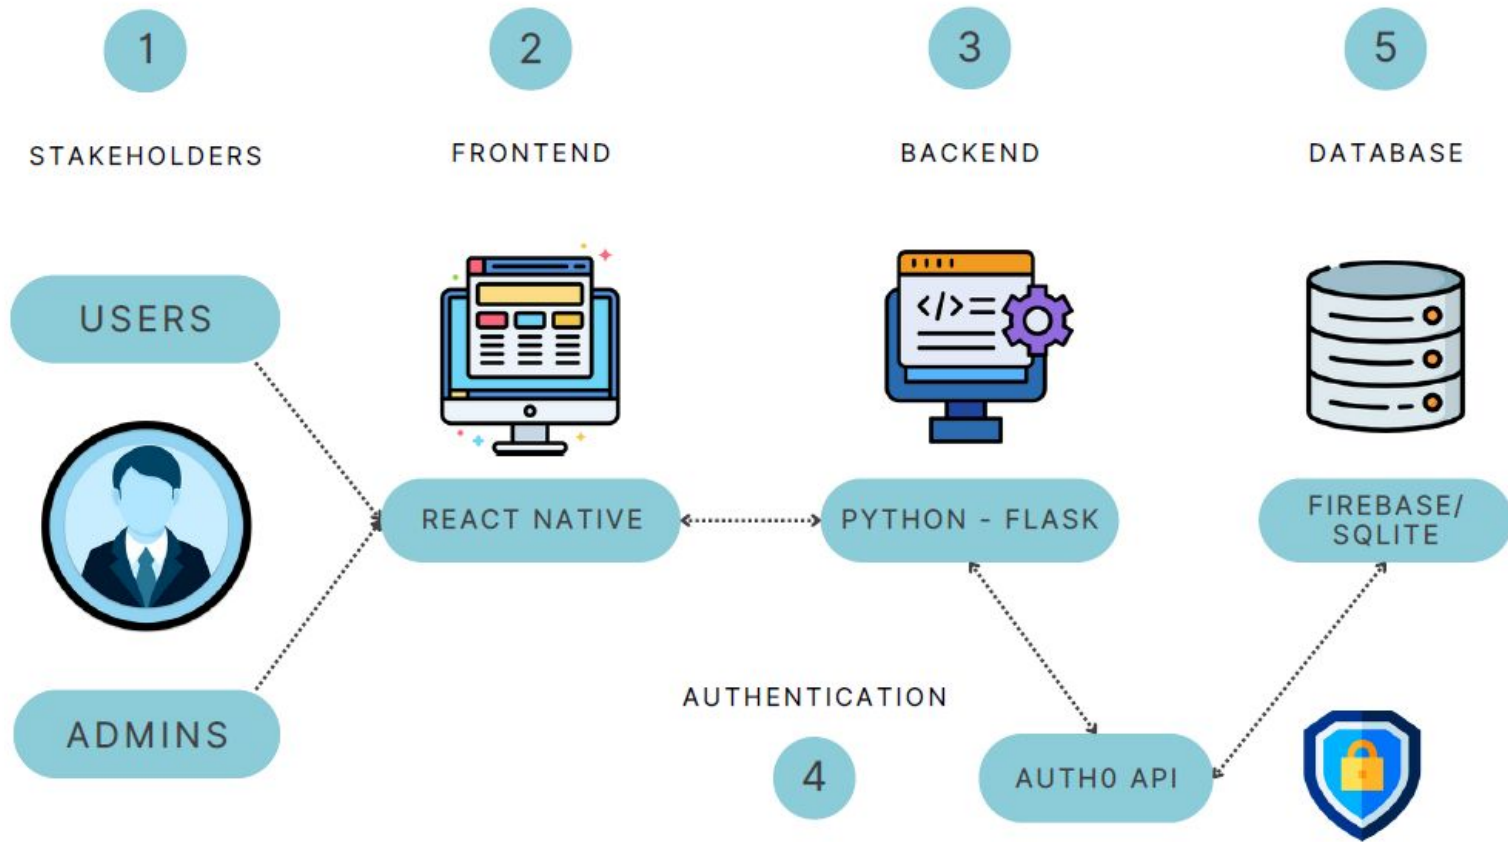 1
2
3
5
STAKEHOLDERS
FRONTEND
BACKEND
DATABASE
USERS
</>
REACT NATIVE
PYTHON - FLASK
FIREBASE/
SQLITE
AUTHENTICATION
ADMINS
4
AUTH0 API